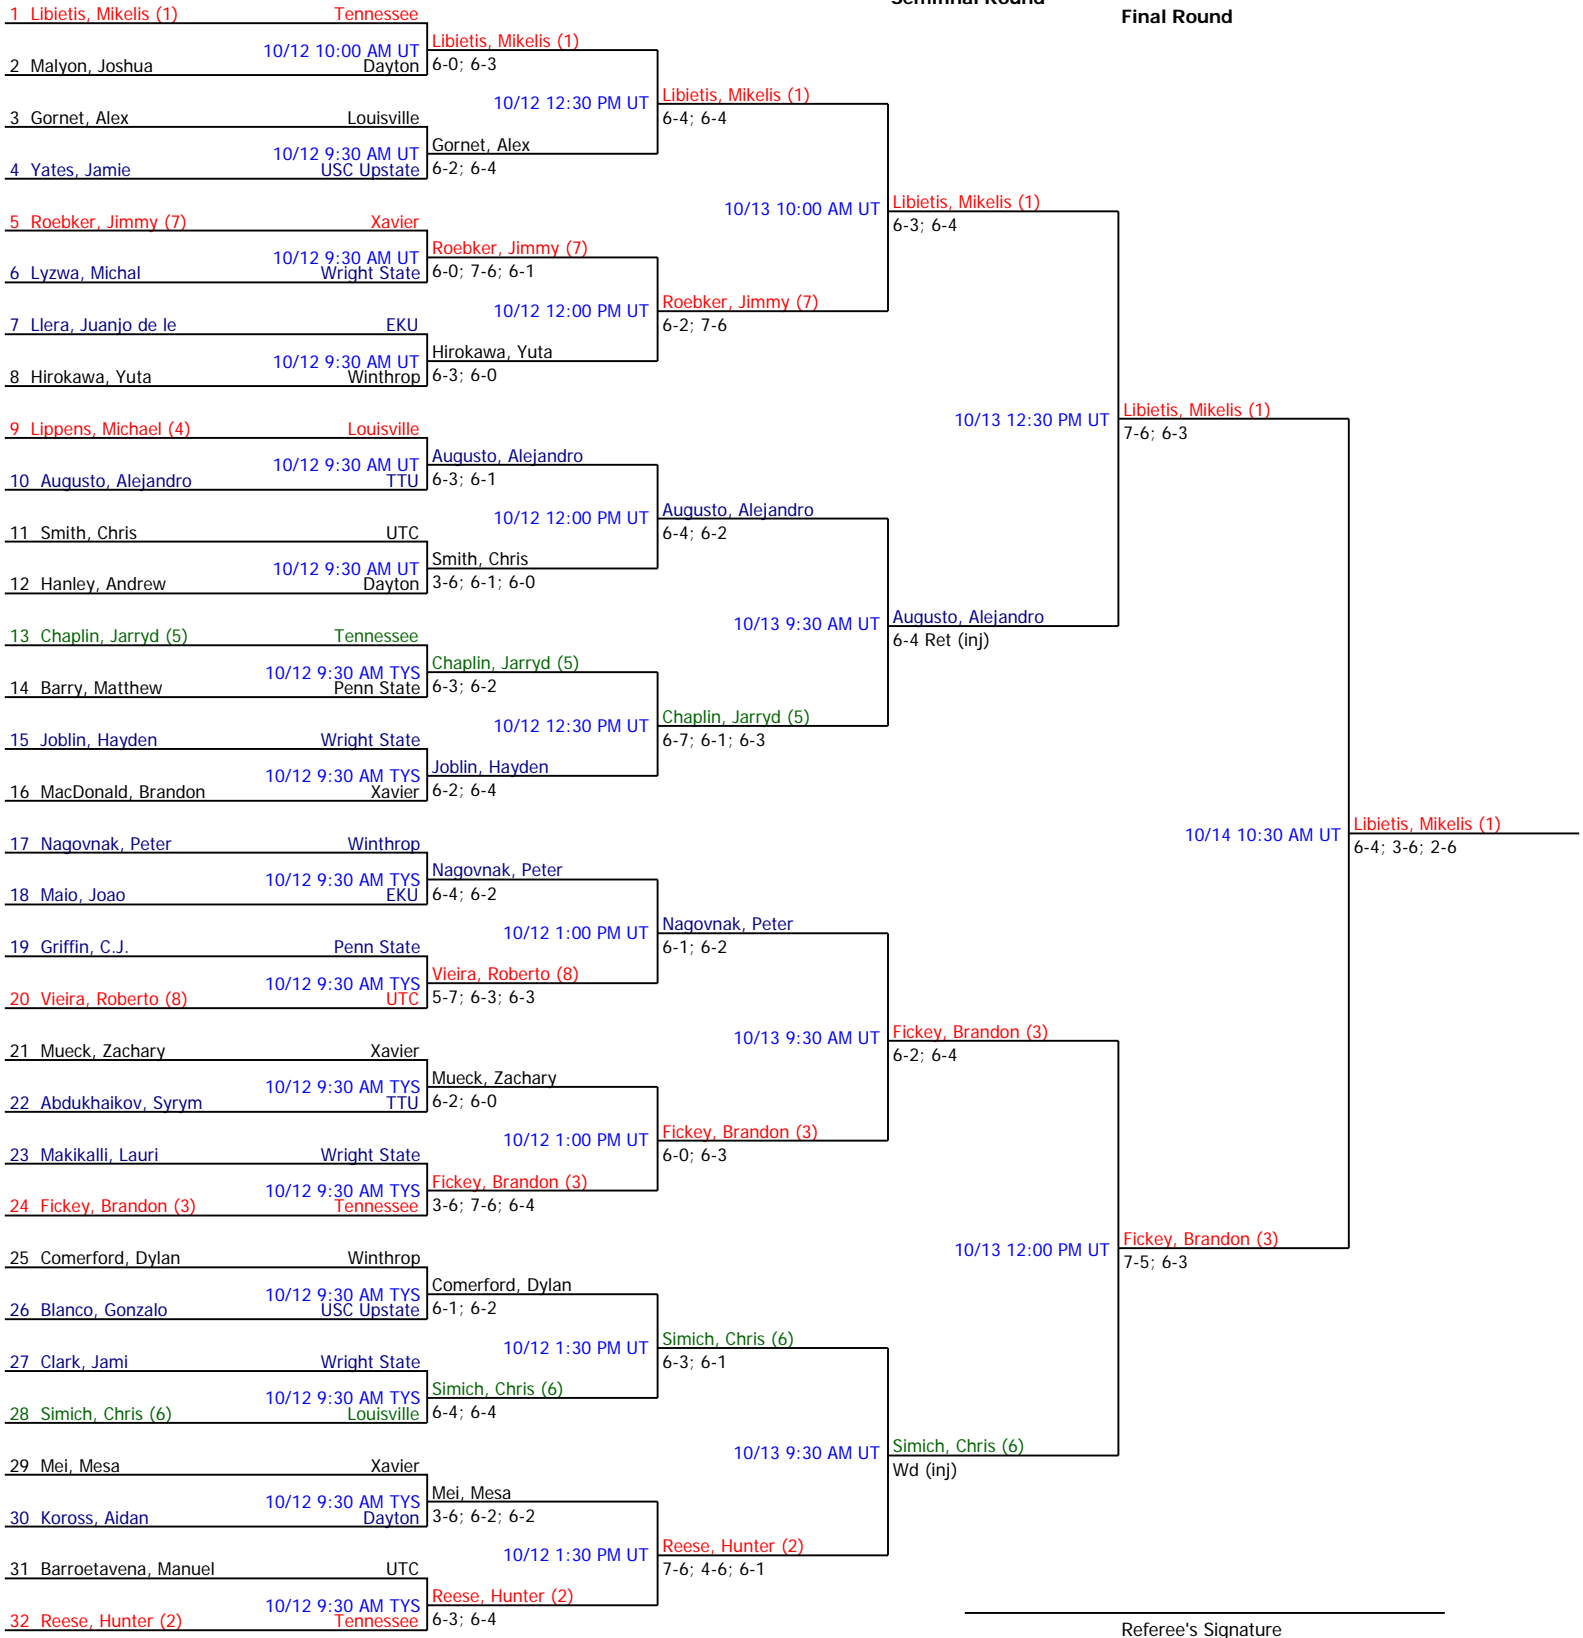 Final Round
1 Libietis, Mikelis (1) Tennessee
10/12 10:00 AM UT
2 Malyon, Joshua Dayton
3 Gornet, Alex Louisville
10/12 9:30 AM UT
4 Yates, Jamie USC Upstate
5 Roebker, Jimmy (7) Xavier
10/12 9:30 AM UT
6 Lyzwa, Michal Wright State
7 Llera, Juanjo de le EKU
10/12 9:30 AM UT
8 Hirokawa, Yuta Winthrop
9 Lippens, Michael (4) Louisville
10/12 9:30 AM UT
10 Augusto, Alejandro TTU
11 Smith, Chris UTC
10/12 9:30 AM UT
12 Hanley, Andrew Dayton
13 Chaplin, Jarryd (5) Tennessee
10/12 9:30 AM TYS
14 Barry, Matthew Penn State
15 Joblin, Hayden Wright State
10/12 9:30 AM TYS
16 MacDonald, Brandon Xavier
17 Nagovnak, Peter Winthrop
10/12 9:30 AM TYS
18 Maio, Joao EKU
19 Griffin, C.J. Penn State
10/12 9:30 AM TYS
20 Vieira, Roberto (8) UTC
21 Mueck, Zachary Xavier
10/12 9:30 AM TYS
22 Abdukhaikov, Syrym TTU
23 Makikalli, Lauri Wright State
10/12 9:30 AM TYS
24 Fickey, Brandon (3) Tennessee
25 Comerford, Dylan Winthrop
10/12 9:30 AM TYS
26 Blanco, Gonzalo USC Upstate
27 Clark, Jami Wright State
10/12 9:30 AM TYS
28 Simich, Chris (6) Louisville
29 Mei, Mesa Xavier
10/12 9:30 AM TYS
30 Koross, Aidan Dayton
31 Barroetavena, Manuel UTC
10/12 9:30 AM TYS
32 Reese, Hunter (2) Tennessee
Libietis, Mikelis (1)
6-0; 6-3
10/12 12:30 PM UT
Gornet, Alex
6-2; 6-4
Roebker, Jimmy (7)
6-0; 7-6; 6-1
10/12 12:00 PM UT
Hirokawa, Yuta
6-3; 6-0
Augusto, Alejandro
6-3; 6-1
10/12 12:00 PM UT
Smith, Chris
3-6; 6-1; 6-0
Chaplin, Jarryd (5)
6-3; 6-2
10/12 12:30 PM UT
Joblin, Hayden
6-2; 6-4
Nagovnak, Peter
6-4; 6-2
10/12 1:00 PM UT
Vieira, Roberto (8)
5-7; 6-3; 6-3
Mueck, Zachary
6-2; 6-0
10/12 1:00 PM UT
Fickey, Brandon (3)
3-6; 7-6; 6-4
Comerford, Dylan
6-1; 6-2
10/12 1:30 PM UT
Simich, Chris (6)
6-4; 6-4
Mei, Mesa
3-6; 6-2; 6-2
10/12 1:30 PM UT
Reese, Hunter (2)
6-3; 6-4
Libietis, Mikelis (1)
6-4; 6-4
10/13 10:00 AM UT
Roebker, Jimmy (7)
6-2; 7-6
Augusto, Alejandro
6-4; 6-2
10/13 9:30 AM UT
Chaplin, Jarryd (5)
6-7; 6-1; 6-3
Nagovnak, Peter
6-1; 6-2
10/13 9:30 AM UT
Fickey, Brandon (3)
6-0; 6-3
Simich, Chris (6)
6-3; 6-1
10/13 9:30 AM UT
Reese, Hunter (2)
7-6; 4-6; 6-1
Libietis, Mikelis (1)
6-3; 6-4
10/13 12:30 PM UT
Augusto, Alejandro
6-4 Ret (inj)
Fickey, Brandon (3)
6-2; 6-4
10/13 12:00 PM UT
Simich, Chris (6)
Wd (inj)
Libietis, Mikelis (1)
7-6; 6-3
10/14 10:30 AM UT
Fickey, Brandon (3)
7-5; 6-3
Libietis, Mikelis (1)
6-4; 3-6; 2-6
Referee's Signature